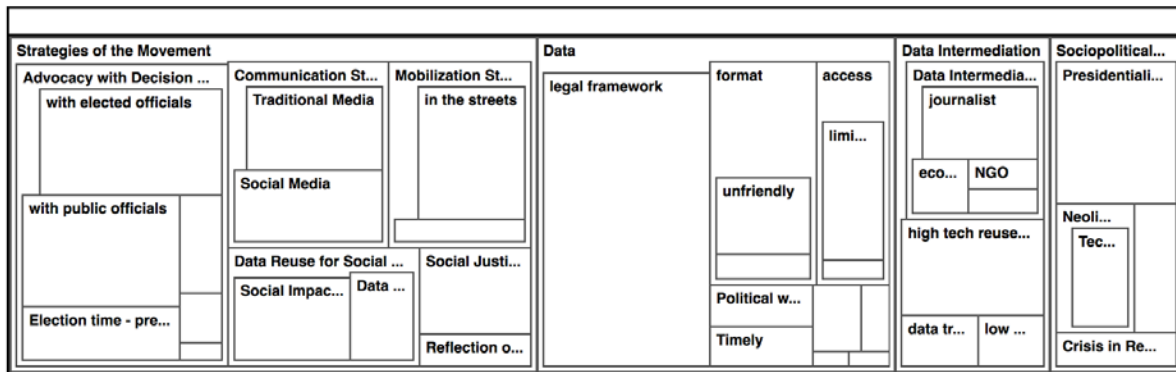 Strategies of the Movement
Advocacy with Decision ...
with elected officials
with public officials
Election time - pre...
Communication St...
Traditional Media
Social Media
Mobilization St...
in the streets
Data Reuse for Social ...
Social Impac...
Data ...
Social Justi...
Reflection o...
Data
legal framework
format
unfriendly
access
limi...
Political w...
Timely
Data Intermediation
Data Intermedia...
journalist
eco...
NGO
high tech reuse...
data tr...
low ...
Sociopolitical...
Presidentiali...
Neoli...
Tec...
Crisis in Re...